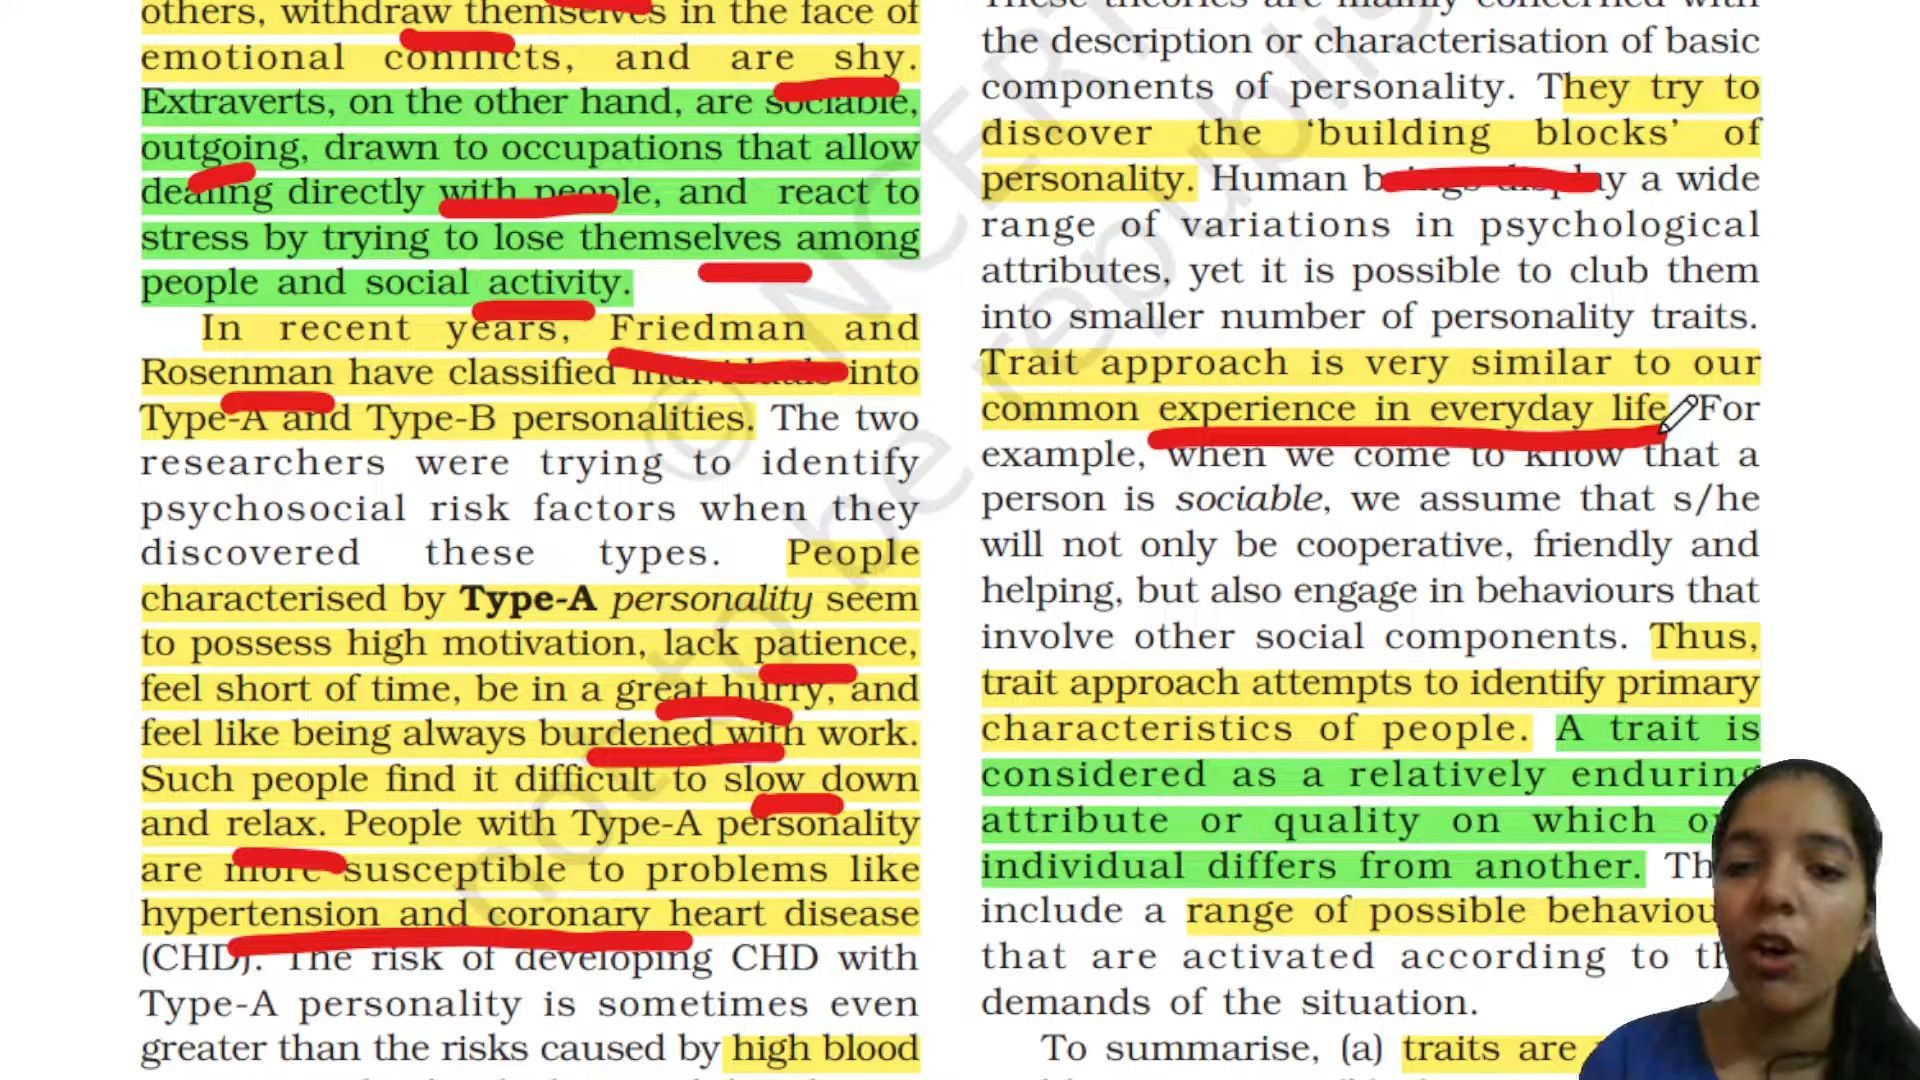 others, withdraw themselves in the face of
emotional conflicts, and are shy.
Extraverts, on the other hand, are sociable,
outgoing, drawn to occupations that allow
dealing directly with people, and react to
stress by trying to lose themselves among
people and social activity.
In recent years, Friedman and
Rosenman have classified individuals into
Type-A and Type-B personalities. The two
researchers were trying to identify
psychosocial risk factors when they
discovered these types. People
characterised by Type-A personality seem
to possess high motivation, lack patience,
feel short of time, be in a great hurry, and
feel like being always burdened with work.
Such people find it difficult to slow down
and relax. People with Type-A personality
are more susceptible to problems like
hypertension and coronary heart disease
(CHD). The risk of developing CHD with
Type-A personality is sometimes even
greater than the risks caused by high blood
These theories are mainly concerned with
the description or characterisation of basic
components of personality. They try to
discover the ‘building blocks’ of
personality. Human beings display a wide
range of variations in psychological
attributes, yet it is possible to club them
into smaller number of personality traits.
Trait approach is very similar to our
common experience in everyday life For
example, when we come to know that a
person is sociable, we assume that s/he
will not only be cooperative, friendly and
helping, but also engage in behaviours that
involve other social components. Thus,
trait approach attempts to identify primary
characteristics of people. A trait is
considered as a relatively enduring
attribute or quality on which
individual differs from another.
include a range of possible
that are activated according to
demands of the situation.
To summarise, (a) traits are
© NCERT
not to be republis